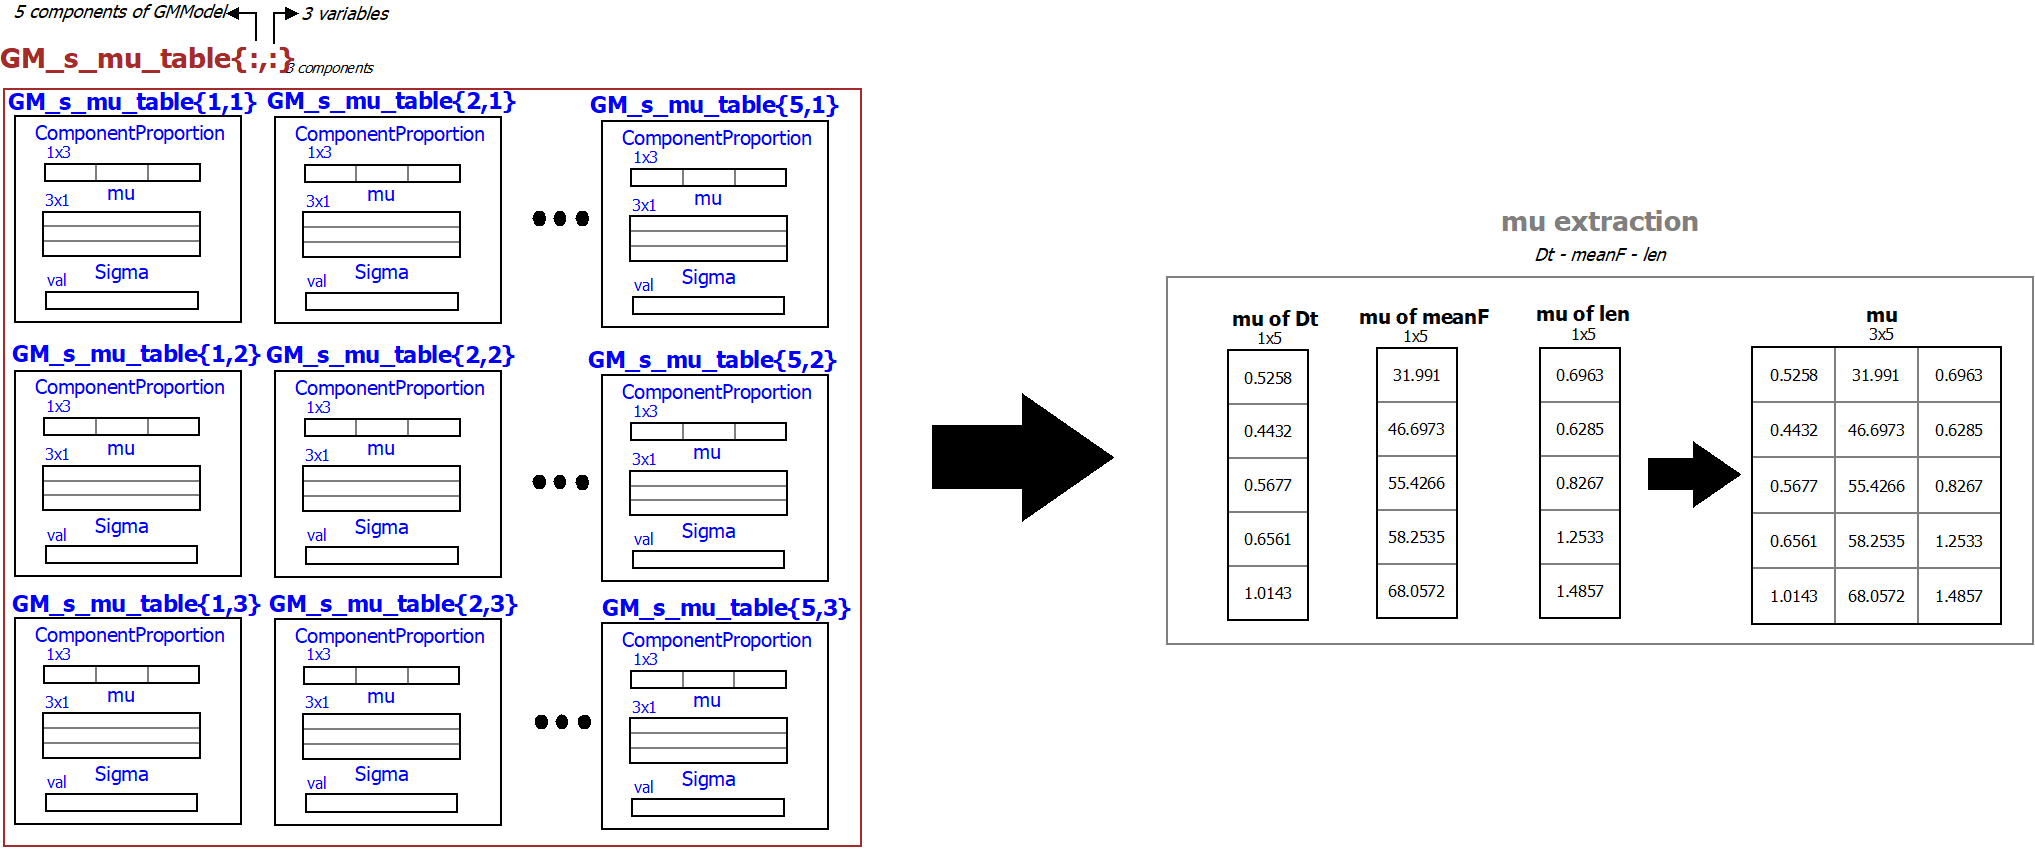 5 components of GMModel
3 variables
GM_s_mu_table{:,:}
3 components
GM_s_mu_table{1,1}
ComponentProportion
1x3
mu
3x1
Sigma
val
GM_s_mu_table{2,1}
ComponentProportion
1x3
mu
3x1
Sigma
val
GM_s_mu_table{5,1}
ComponentProportion
1x3
mu
3x1
Sigma
val
GM_s_mu_table{1,2}
ComponentProportion
1x3
mu
3x1
Sigma
val
GM_s_mu_table{2,2}
ComponentProportion
1x3
mu
3x1
Sigma
val
GM_s_mu_table{5,2}
ComponentProportion
1x3
mu
3x1
Sigma
val
GM_s_mu_table{1,3}
ComponentProportion
1x3
mu
3x1
Sigma
val
GM_s_mu_table{2,3}
ComponentProportion
1x3
mu
3x1
Sigma
val
GM_s_mu_table{5,3}
ComponentProportion
1x3
mu
3x1
Sigma
val
mu extraction
Dt - meanF - len
mu of Dt
1x5
0.5258
0.4432
0.5677
0.6561
1.0143
mu of meanF
1x5
31.991
46.6973
55.4266
58.2535
68.0572
mu of len
1x5
0.6963
0.6285
0.8267
1.2533
1.4857
mu
3x5
0.5258 31.991 0.6963
0.4432 46.6973 0.6285
0.5677 55.4266 0.8267
0.6561 58.2535 1.2533
1.0143 68.0572 1.4857